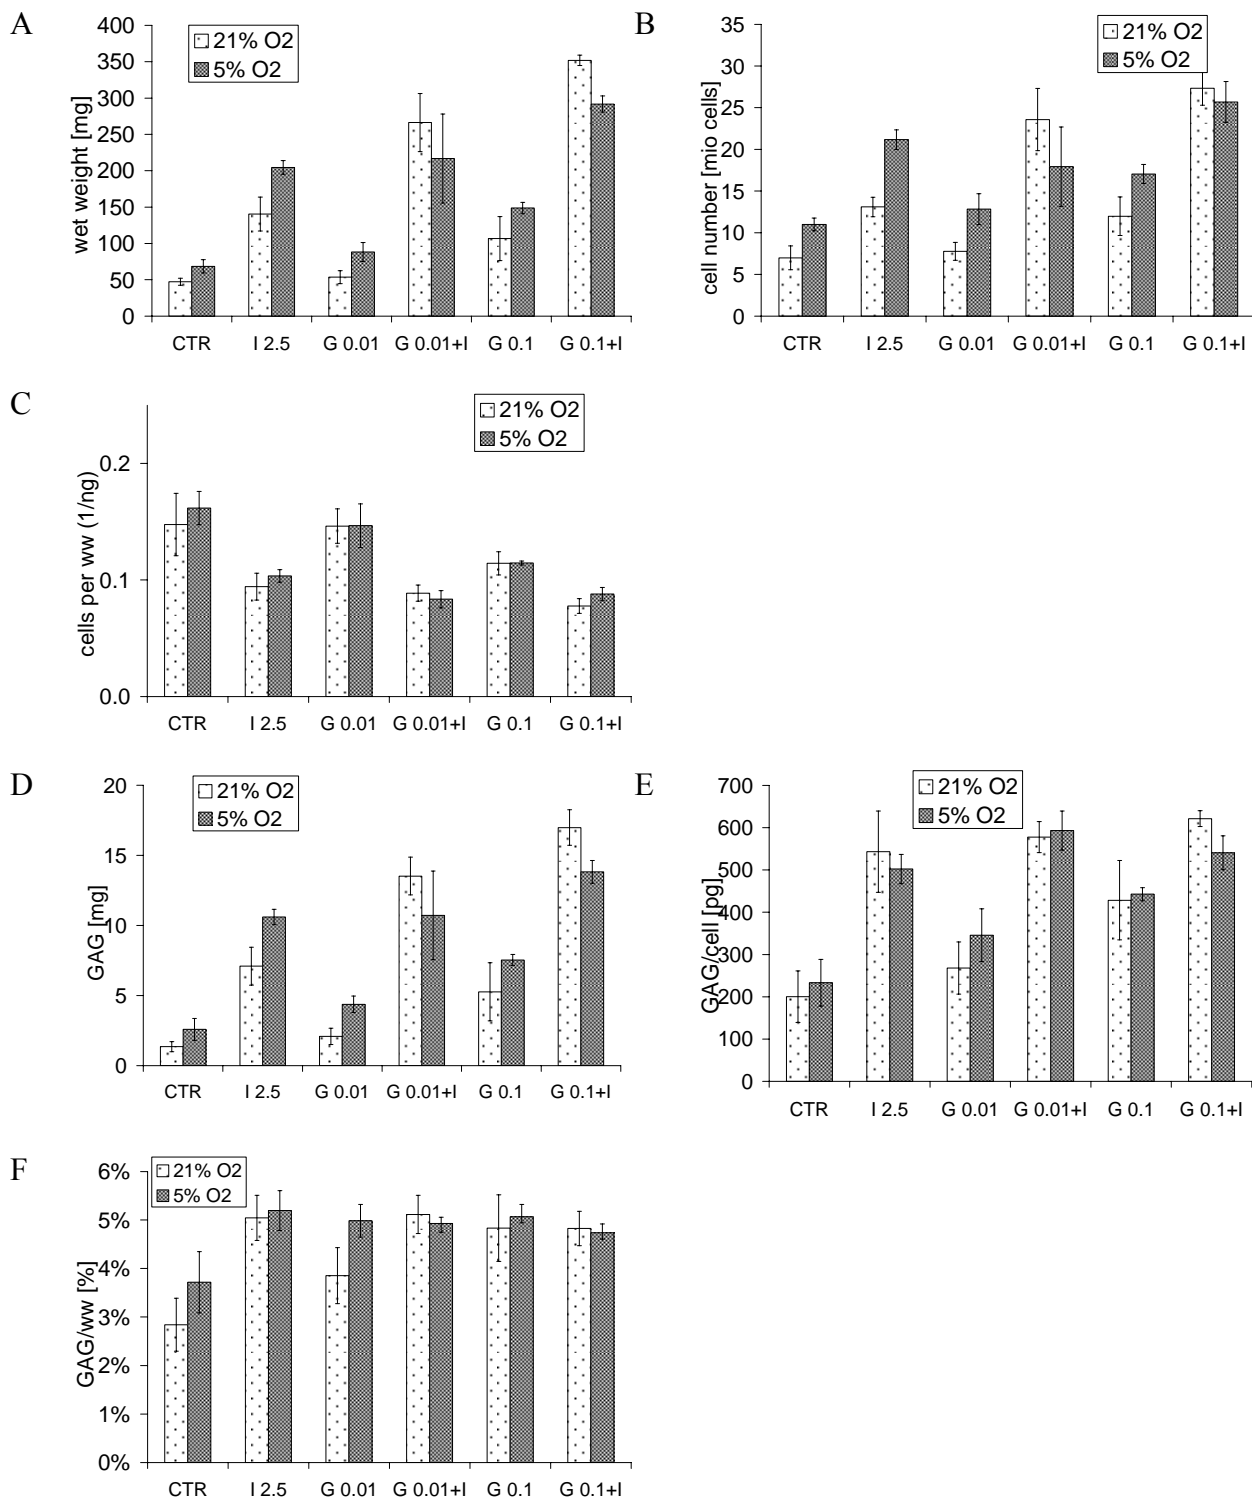 A
400
350
300
250
200
150
100
50
0
wet weight [mg]
21% O2
5% O2
CTR I 2.5 G 0.01 G 0.01+I G 0.1 G 0.1+I
B
35
30
25
20
15
10
5
0
cell number [mio cells]
21% O2
5% O2
CTR I 2.5 G 0.01 G 0.01+I G 0.1 G 0.1+I
C
0.2
0.1
0.0
cells per ww (1/ng)
21% O2
5% O2
CTR I 2.5 G 0.01 G 0.01+I G 0.1 G 0.1+I
D
20
15
10
5
0
GAG [mg]
21% O2
5% O2
CTR I 2.5 G 0.01 G 0.01+I G 0.1 G 0.1+I
E
700
600
500
400
300
200
100
0
GAG/cell [pg]
21% O2
5% O2
CTR I 2.5 G 0.01 G 0.01+I G 0.1 G 0.1+I
F
6%
5%
4%
3%
2%
1%
0%
GAG/ww [%]
21% O2
5% O2
CTR I 2.5 G 0.01 G 0.01+I G 0.1 G 0.1+I